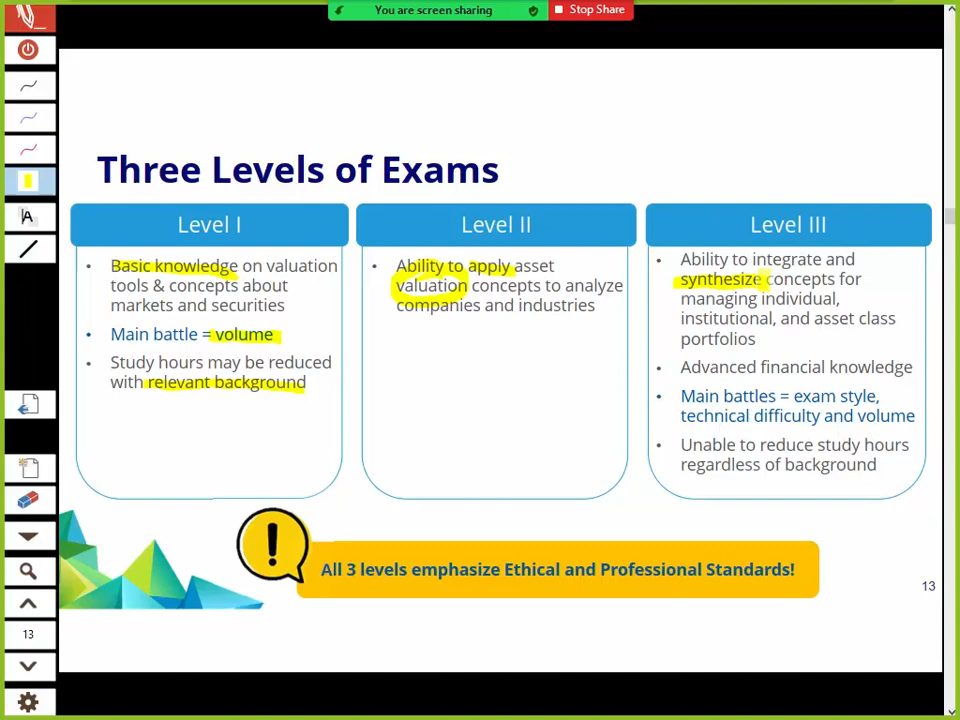 You are screen sharing
Stop Share
Three Levels of Exams
Level I
• Basic knowledge on valuation
tools & concepts about
markets and securities
• Main battle = volume
• Study hours may be reduced
with relevant background
Level II
• Ability to apply asset
valuation concepts to analyze
companies and industries
Level III
• Ability to integrate and
synthesize concepts for
managing individual,
institutional, and asset class
portfolios
• Advanced financial knowledge
• Main battles = exam style,
technical difficulty and volume
• Unable to reduce study hours
regardless of background
All 3 levels emphasize Ethical and Professional Standards!
13
A
13